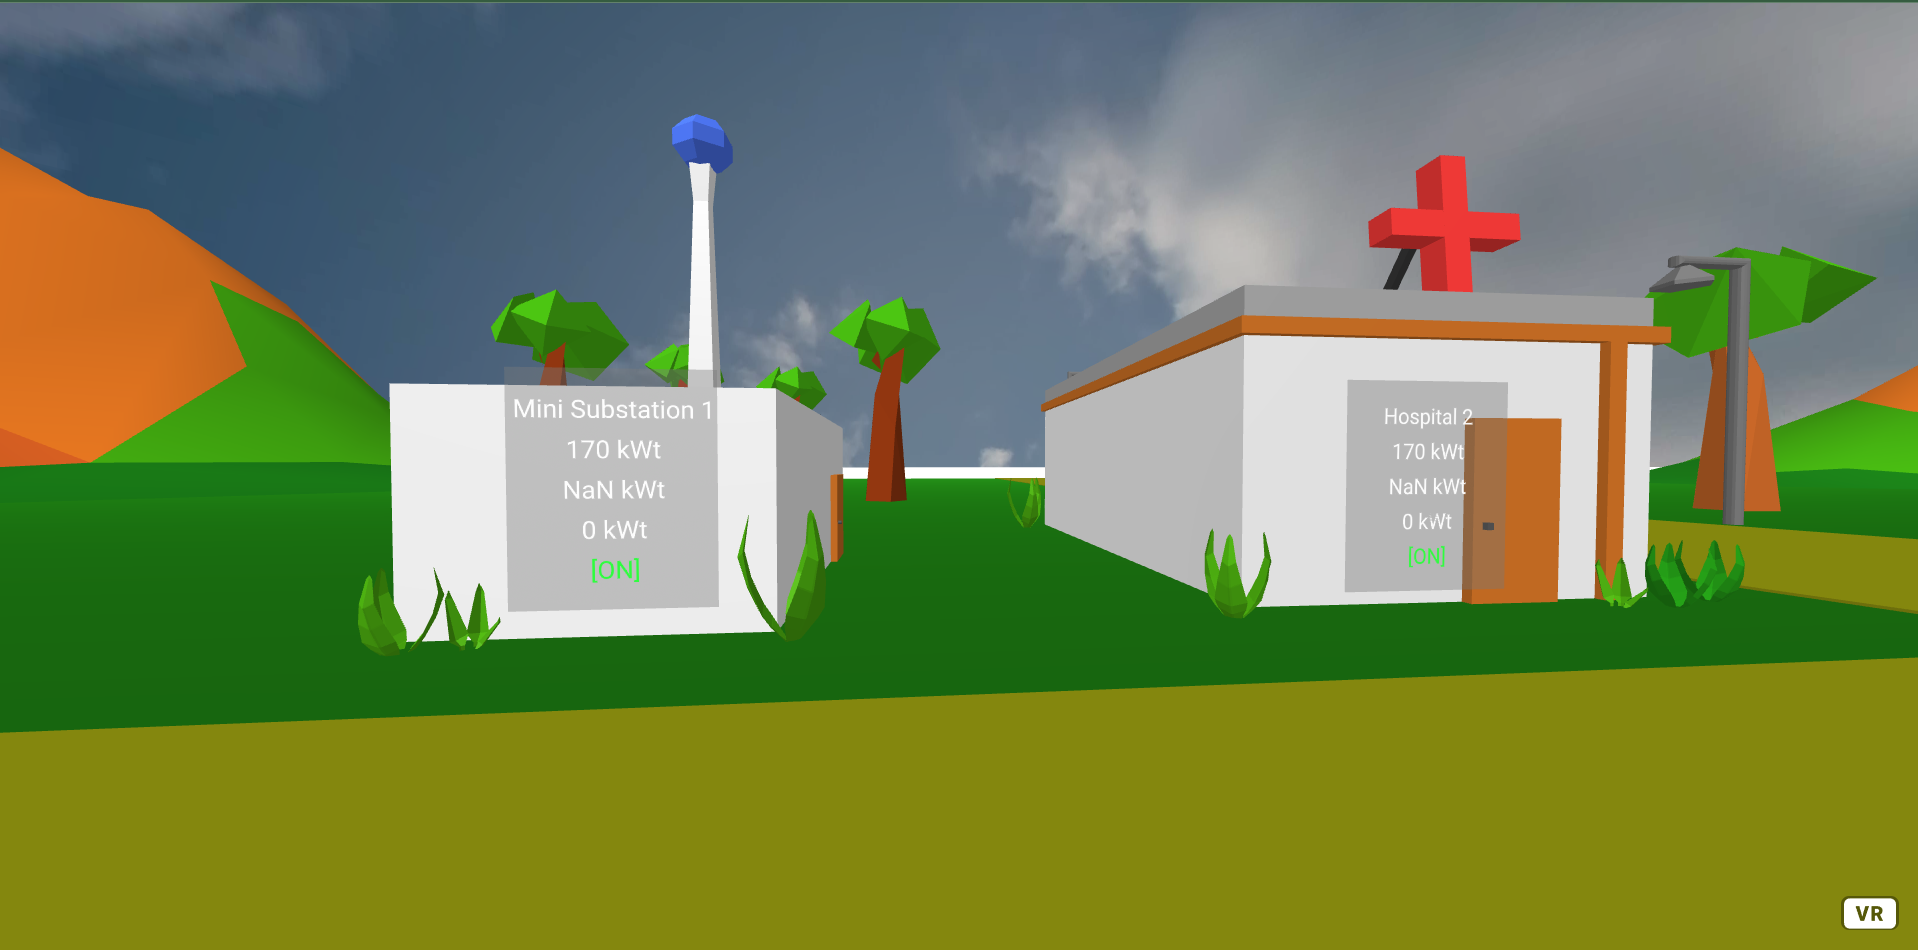 Mini Substation 1
170 kWt
NaN kWt
0 kWt
[ON]
Hospital 2
170 kWt
NaN kWt
0 kWt
[ON]
VR